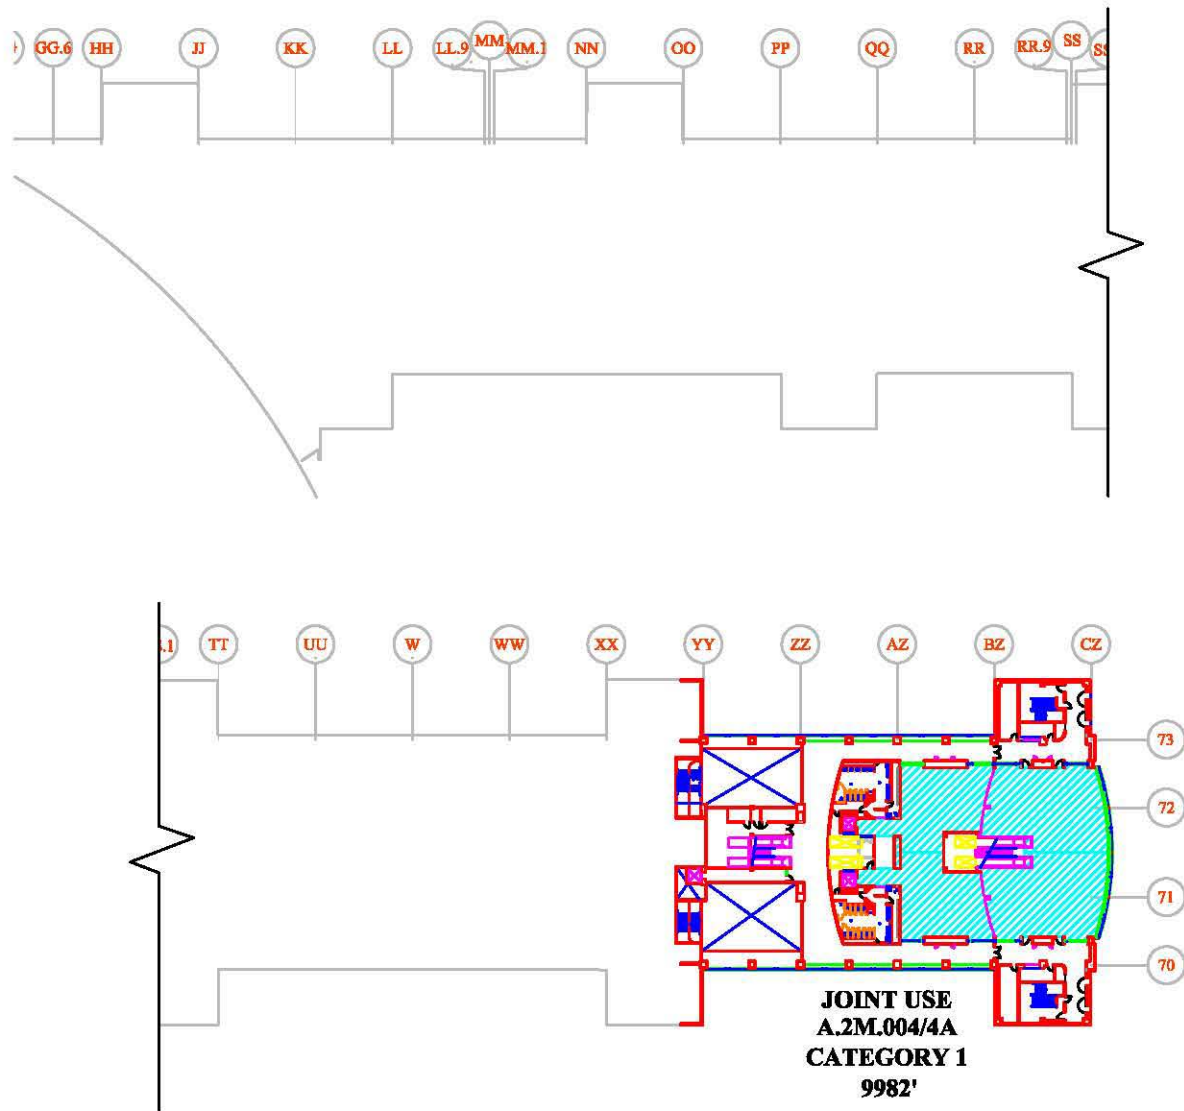 GG.6 HH JJ KK LL LL.9 MM MM.1 NN OO PP QQ RR RR.9 SS
.1 TT UU W WW XX YY ZZ AZ BZ CZ
73
72
71
70
JOINT USE
A.2M.004/4A
CATEGORY 1
9982'